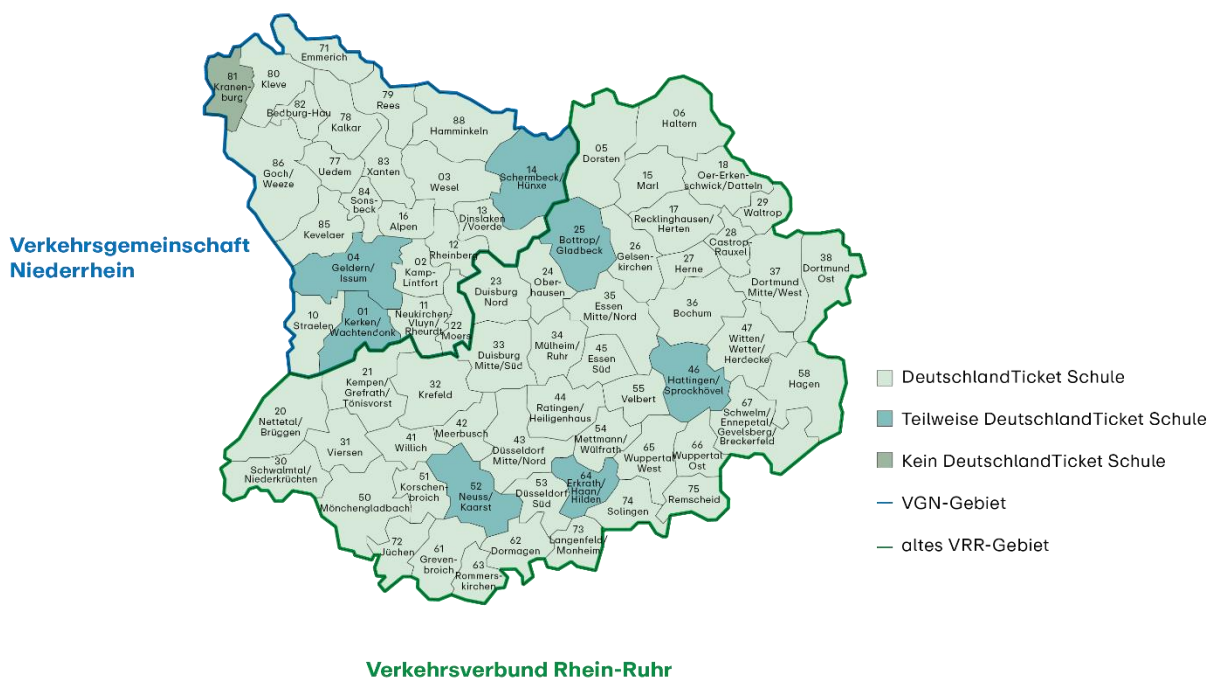 71
Emmerich
81
Kranen-
burg
80
Kleve
82
Bedburg-Hau
79
Rees
78
Kalkar
88
Hamminkeln
06
Haltern
05
Dorsten
86
Goch/
Weeze
77
Uedem
83
Xanten
03
Wesel
14
Schermbeck/
Hünxe
15
Marl
18
Oer-Erken-
schwick/Datteln
84
Sons-
beck
16
Alpen
13
Dinslaken
/Voerde
17
Recklinghausen/
Herten
29
Waltrop
85
Kevelaer
25
Bottrop/
Gladbeck
28
Castrop-
Rauxel
Verkehrsgemeinschaft
Niederrhein
04
Geldern/
Issum
02
Kamp-
Lintfort
12
Rheinberg
26
Gelsen-
kirchen
27
Herne
38
Dortmund
Ost
23
Duisburg
Nord
24
Ober-
hausen
37
Dortmund
Mitte/West
10
Straelen
01
Kerken/
Wachtendonk
11
Neukirchen-
Vluyn/
Rheurdt
22
Moers
35
Essen
Mitte/Nord
36
Bochum
33
Duisburg
Mitte/Süd
34
Mülheim/
Ruhr
45
Essen
Süd
47
Witten/
Wetter/
Herdecke
21
Kempen/
Grefrath/
Tönisvorst
32
Krefeld
46
Hattingen/
Sprockhövel
58
Hagen
DeutschlandTicket Schule
44
Ratingen/
Heiligenhaus
55
Velbert
67
Schwelm/
Ennepetal/
Gevelsberg/
Breckerfeld
Teilweise DeutschlandTicket Schule
20
Nettetal/
Brüggen
31
Viersen
41
Willich
42
Meerbusch
43
Düsseldorf
Mitte/Nord
54
Mettmann/
Wülfrath
65
Wuppertal
West
66
Wuppertal
Ost
Kein DeutschlandTicket Schule
30
Schwalmtal/
Niederkrüchten
51
Korschen-
broich
52
Neuss/
Kaarst
53
Düsseldorf
Süd
64
Erkrath/
Haan/
Hilden
50
Mönchengladbach
74
Solingen
75
Remscheid
VGN-Gebiet
72
Jüchen
61
Greven-
broich
62
Dormagen
73
Langenfeld/
Monheim
altes VRR-Gebiet
63
Rommers-
kirchen
Verkehrsverbund Rhein-Ruhr